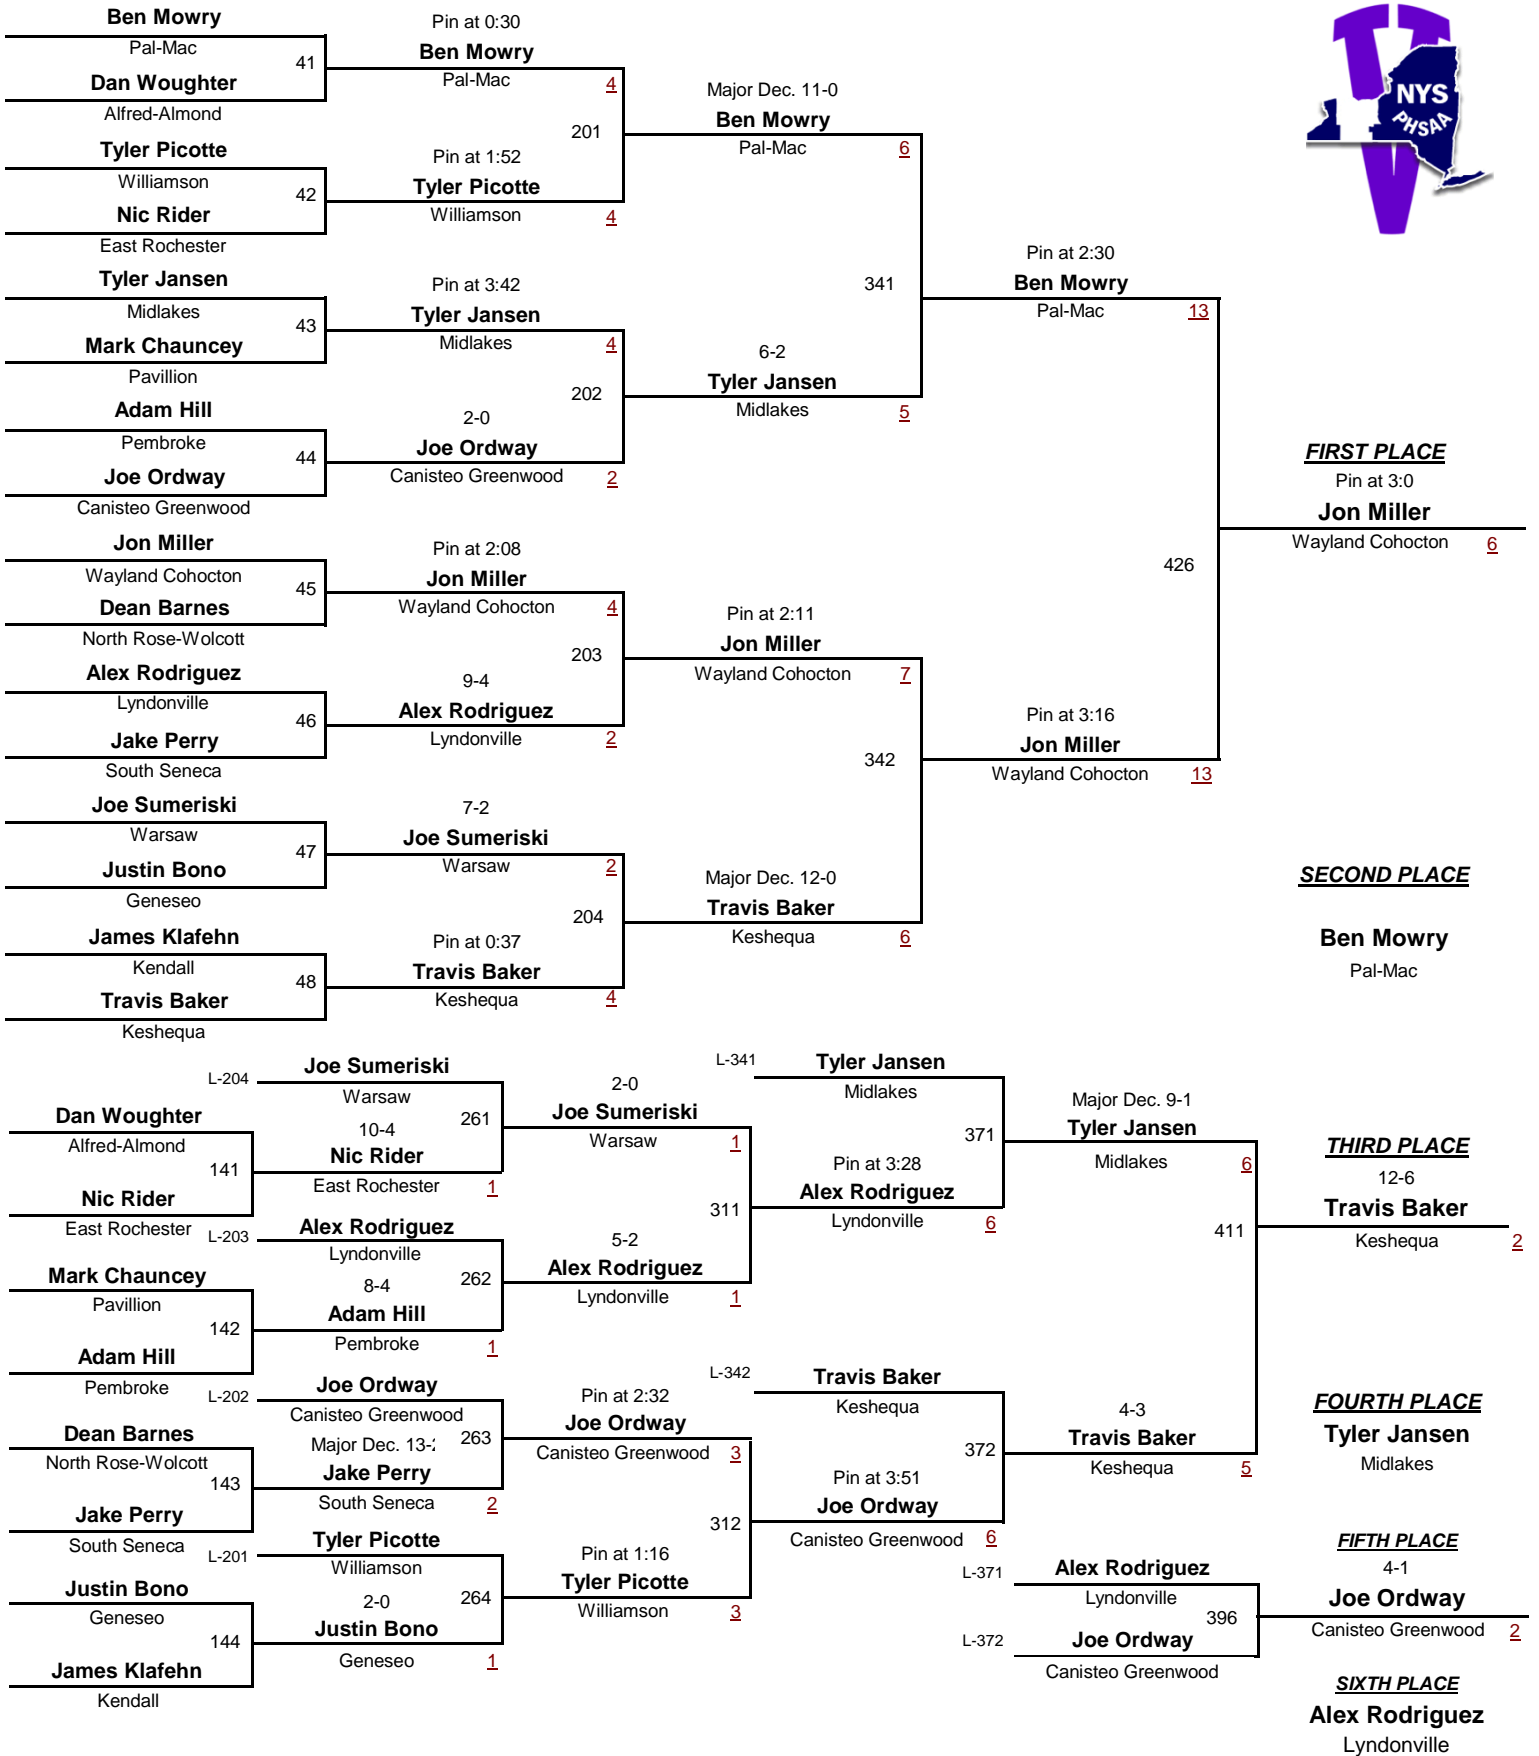 Ben Mowry
Pal-Mac
41
Dan Woughter
Alfred-Almond
Tyler Picotte
Williamson
42
Nic Rider
East Rochester
Tyler Jansen
Midlakes
43
Mark Chauncey
Pavillion
Adam Hill
Pembroke
44
Joe Ordway
Canisteo Greenwood
Jon Miller
Wayland Cohocton
45
Dean Barnes
North Rose-Wolcott
Alex Rodriguez
Lyndonville
46
Jake Perry
South Seneca
Joe Sumeriski
Warsaw
47
Justin Bono
Geneseo
James Klafehn
Kendall
48
Travis Baker
Keshequa
Pin at 0:30
Ben Mowry
Pal-Mac 4
201
Pin at 1:52
Tyler Picotte
Williamson 4
Pin at 3:42
Tyler Jansen
Midlakes 4
202
2-0
Joe Ordway
Canisteo Greenwood 2
Pin at 2:08
Jon Miller
Wayland Cohocton 4
203
9-4
Alex Rodriguez
Lyndonville 2
7-2
Joe Sumeriski
Warsaw 2
204
Pin at 0:37
Travis Baker
Keshequa 4
Major Dec. 11-0
Ben Mowry
Pal-Mac 6
341
6-2
Tyler Jansen
Midlakes 5
Pin at 2:11
Jon Miller
Wayland Cohocton 7
342
Major Dec. 12-0
Travis Baker
Keshequa 6
Pin at 2:30
Ben Mowry
Pal-Mac 13
426
Pin at 3:16
Jon Miller
Wayland Cohocton 13
NYS
PHSAA
FIRST PLACE
Pin at 3:0
Jon Miller
Wayland Cohocton 6
SECOND PLACE
Ben Mowry
Pal-Mac
Dan Woughter
Alfred-Almond
141
Nic Rider
East Rochester
Mark Chauncey
Pavillion
142
Adam Hill
Pembroke
Dean Barnes
North Rose-Wolcott
143
Jake Perry
South Seneca
Justin Bono
Geneseo
144
James Klafehn
Kendall
L-204
Joe Sumeriski
Warsaw
261
10-4
Nic Rider
East Rochester 1
L-203
Alex Rodriguez
Lyndonville
262
8-4
Adam Hill
Pembroke 1
L-202
Joe Ordway
Canisteo Greenwood
263
Major Dec. 13-
Jake Perry
South Seneca 2
L-201
Tyler Picotte
Williamson
264
2-0
Justin Bono
Geneseo 1
2-0
Joe Sumeriski
Warsaw 1
311
5-2
Alex Rodriguez
Lyndonville 1
Pin at 2:32
Joe Ordway
Canisteo Greenwood 3
312
Pin at 1:16
Tyler Picotte
Williamson 3
L-341
Tyler Jansen
Midlakes
371
Pin at 3:28
Alex Rodriguez
Lyndonville 6
L-342
Travis Baker
Keshequa
372
Pin at 3:51
Joe Ordway
Canisteo Greenwood 6
Major Dec. 9-1
Tyler Jansen
Midlakes 6
411
4-3
Travis Baker
Keshequa 5
THIRD PLACE
12-6
Travis Baker
Keshequa 2
FOURTH PLACE
Tyler Jansen
Midlakes
L-371
Alex Rodriguez
Lyndonville
396
L-372
Joe Ordway
Canisteo Greenwood
FIFTH PLACE
4-1
Joe Ordway
Canisteo Greenwood 2
SIXTH PLACE
Alex Rodriguez
Lyndonville